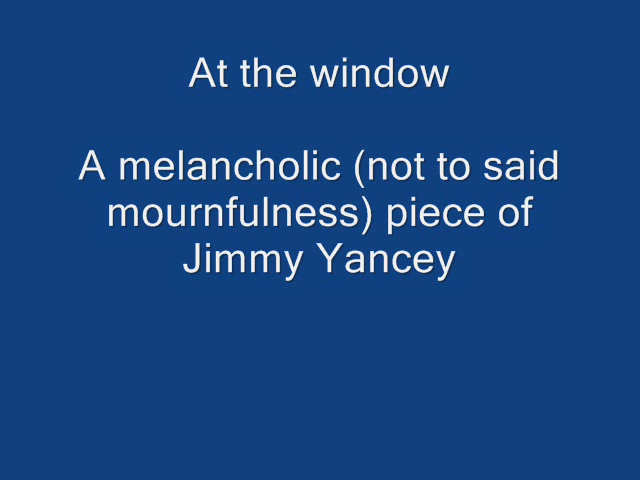 At the window
A melancholic (not to said
mournfulness) piece of
Jimmy Yancey